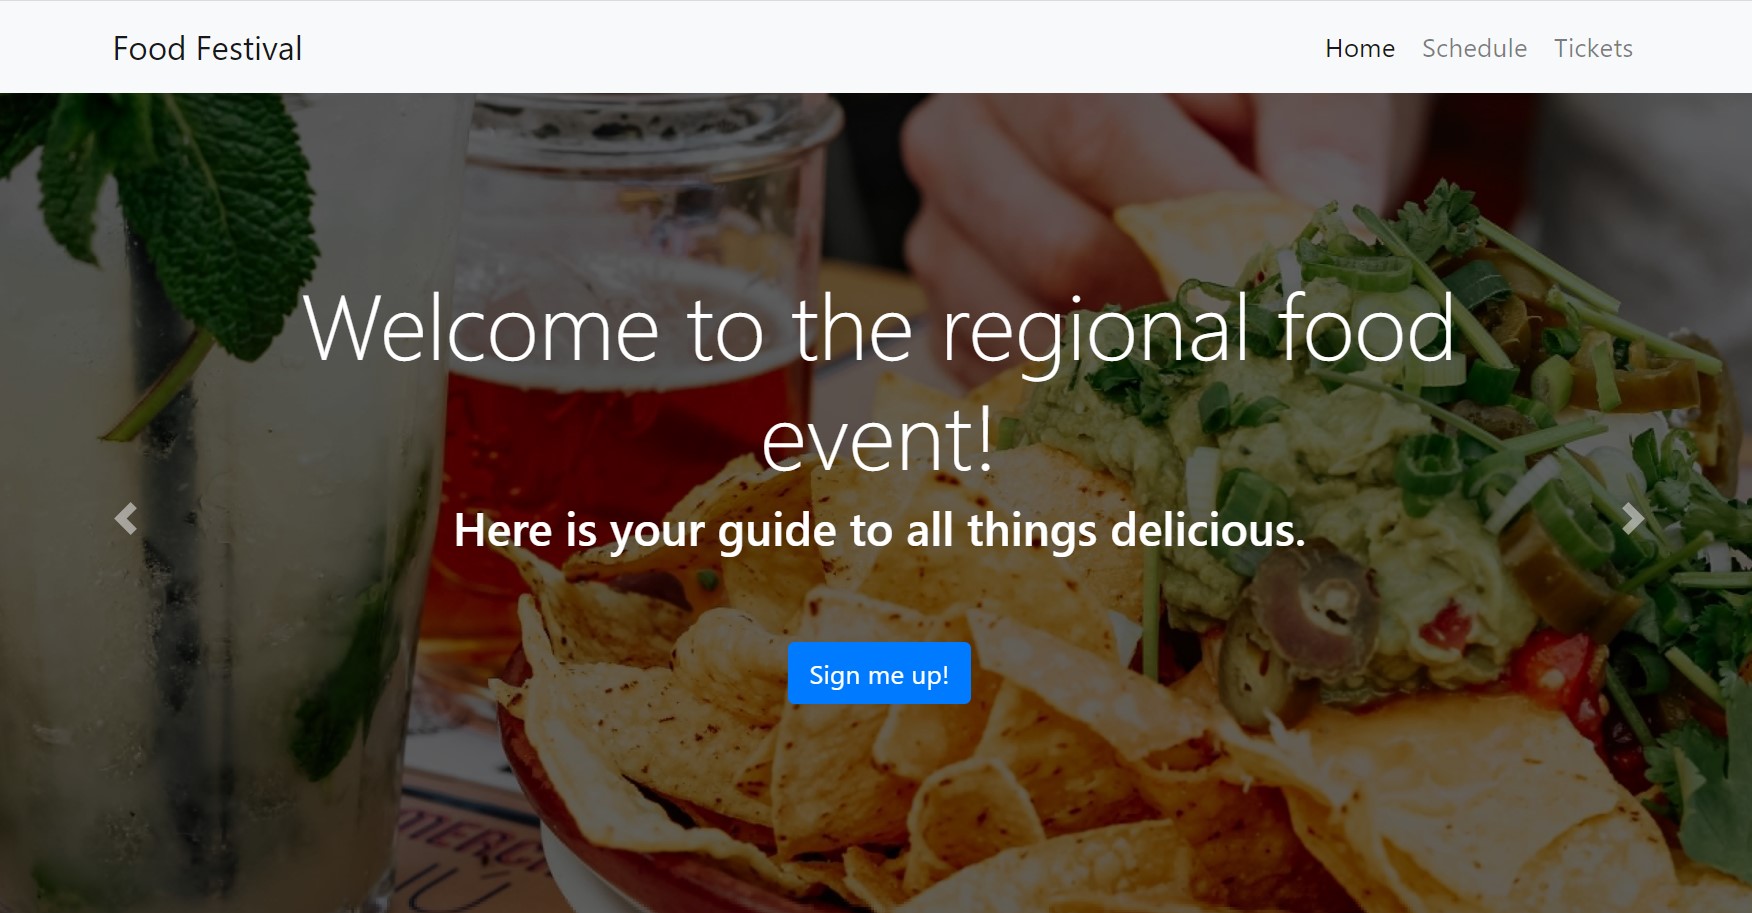 Food Festival
Home Schedule Tickets
Welcome to the regional food
event!
Here is your guide to all things delicious.
Sign me up!